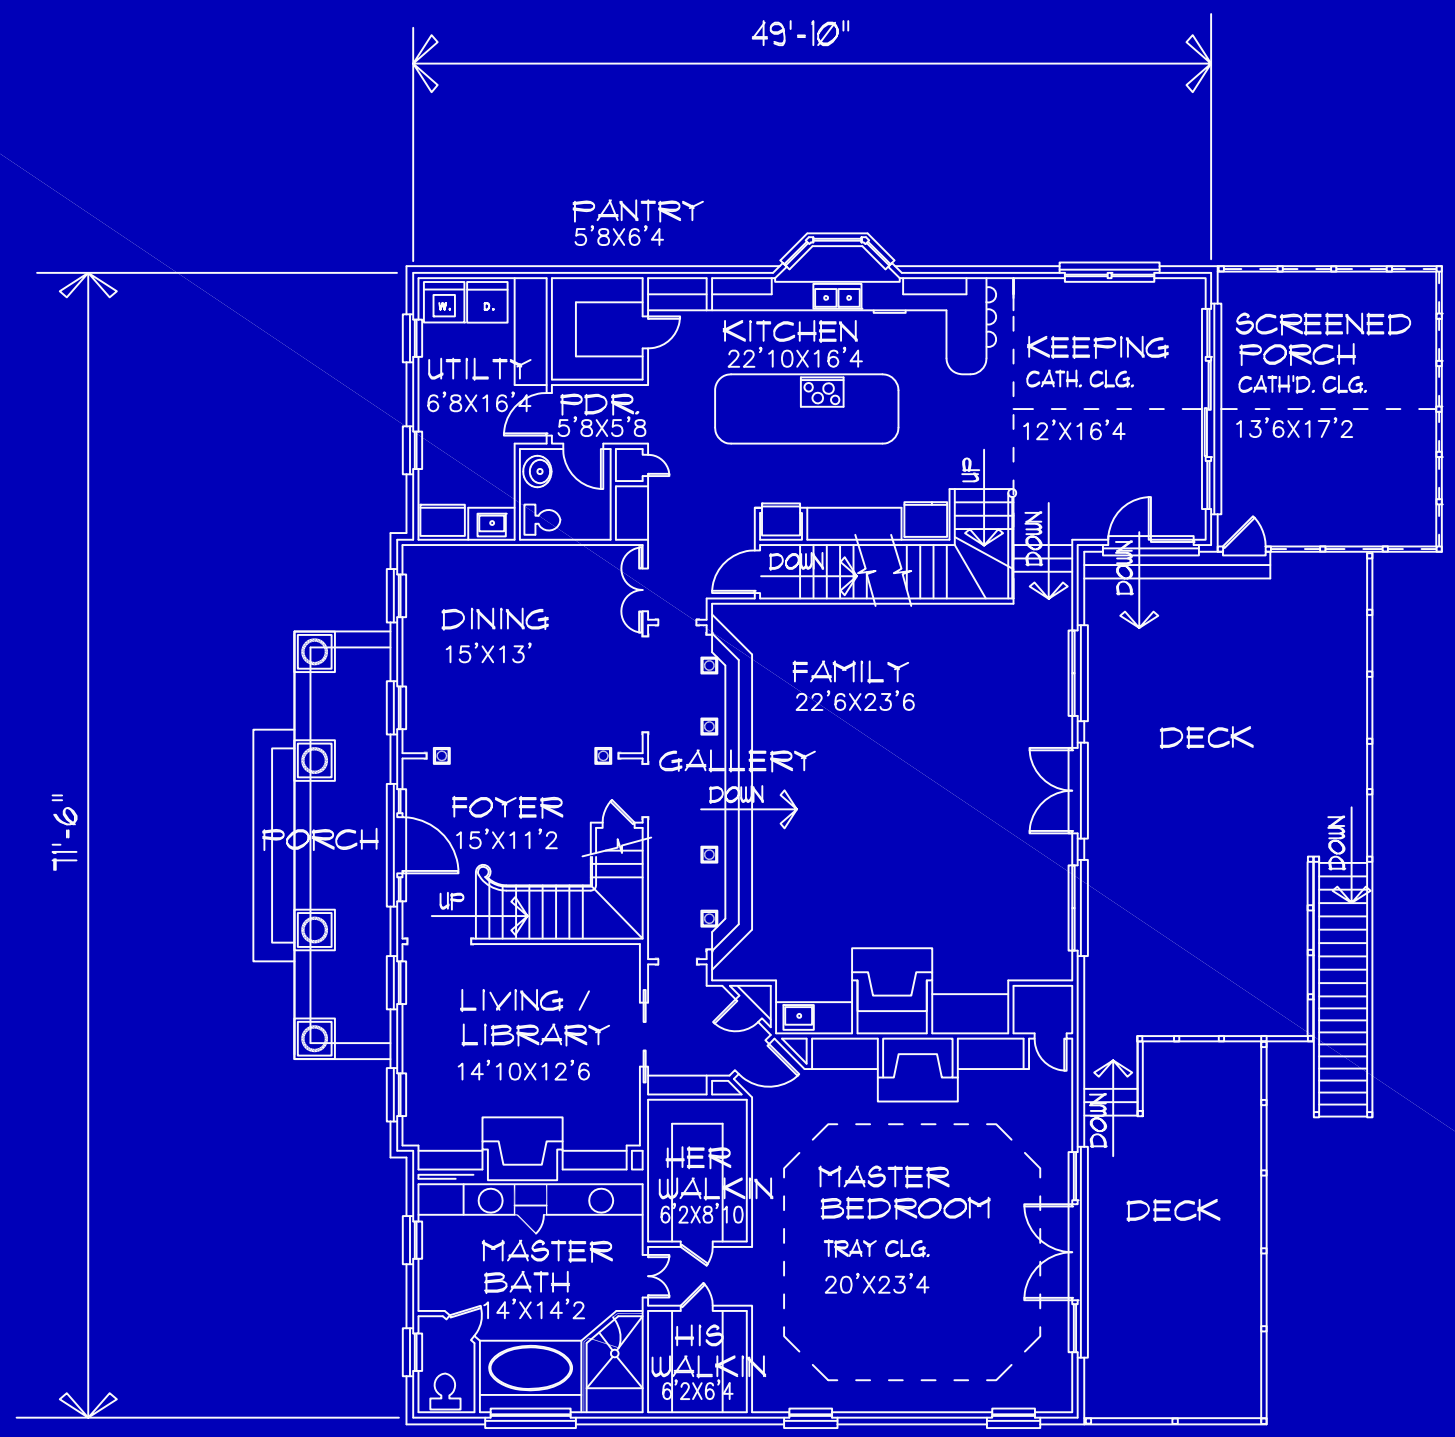 49'-10"
PANTRY
5'8X6'4
W.
D.
UTILTY
6'8X16'4
PDR.
5'8X5'8
KITCHEN
22'10X16'4
KEEPING
CATH. CLG.
12'X16'4
SCREENED
PORCH
CATH'D. CLG.
13'6X17'2
UP
DOWN
DOWN
DOWN
DINING
15'X13'
FAMILY
22'6X23'6
DECK
GALLERY
DOWN
FOYER
15'X11'2
PORCH
71'-6"
UP
DOWN
LIVING /
LIBRARY
14'10X12'6
DOWN
HER
WALKIN
6'2X8'10
MASTER
BEDROOM
TRAY CLG.
20'X23'4
DECK
MASTER
BATH
14'X14'2
HIS
WALKIN
6'2X6'4